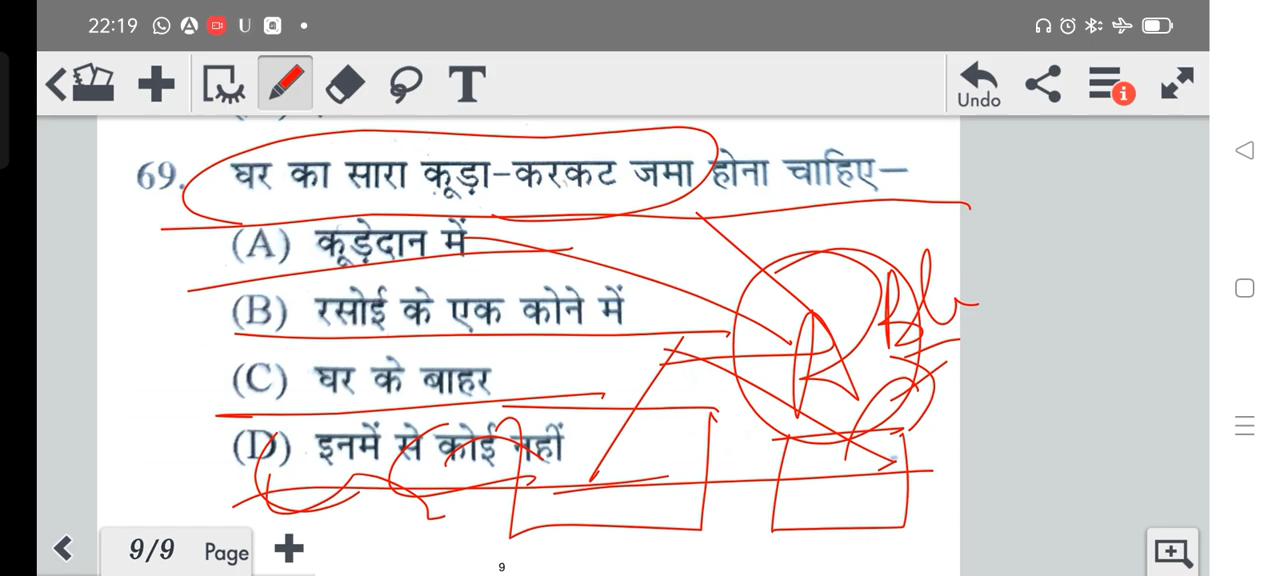 22:19
Undo
69. घर का सारा कूड़ा-करकट जमा होना चाहिए–
(A) कूड़ेदान में
(B) रसोई के एक कोने में
(C) घर के बाहर
(D) इनमें से कोई नहीं
A
9/9 Page
9